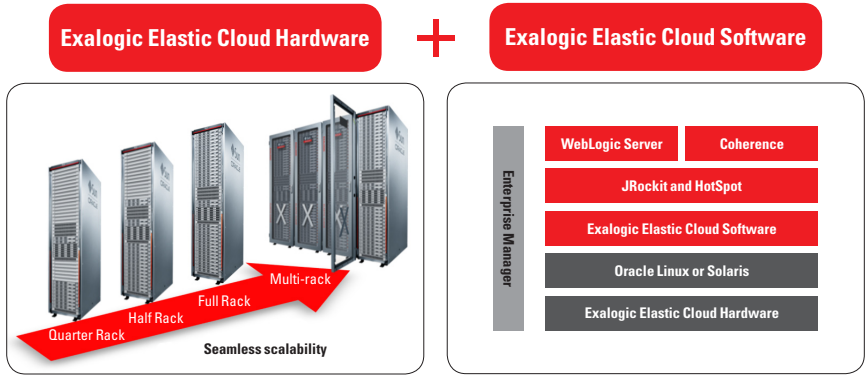 Exalogic Elastic Cloud Hardware
+
Exalogic Elastic Cloud Software
Quarter Rack
Half Rack
Full Rack
Multi-rack
Seamless scalability
Enterprise Manager
WebLogic Server
Coherence
JRockit and HotSpot
Exalogic Elastic Cloud Software
Oracle Linux or Solaris
Exalogic Elastic Cloud Hardware